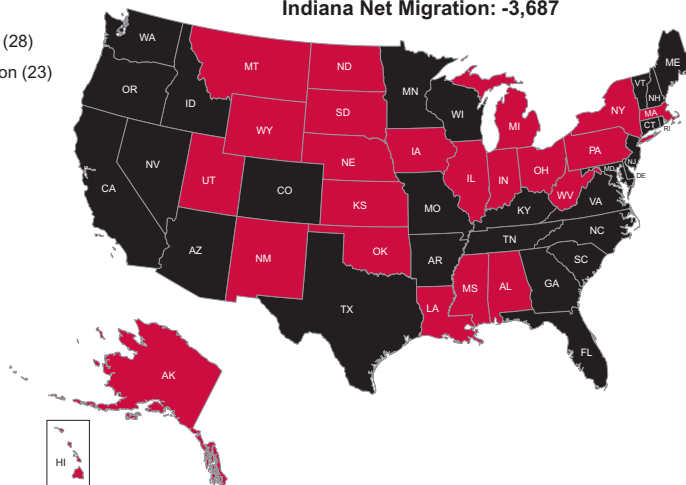 Indiana Net Migration: -3,687
(28)
on (23)
WA
OR
ID
MT
ND
MN
WI
MI
NY
VT
NH
ME
MA
CT
RI
SD
WY
NE
IA
IL
IN
OH
PA
NJ
MD
DE
WV
VA
NV
UT
CO
KS
MO
KY
CA
AZ
NM
OK
AR
TN
NC
SC
TX
LA
MS
AL
GA
FL
AK
HI